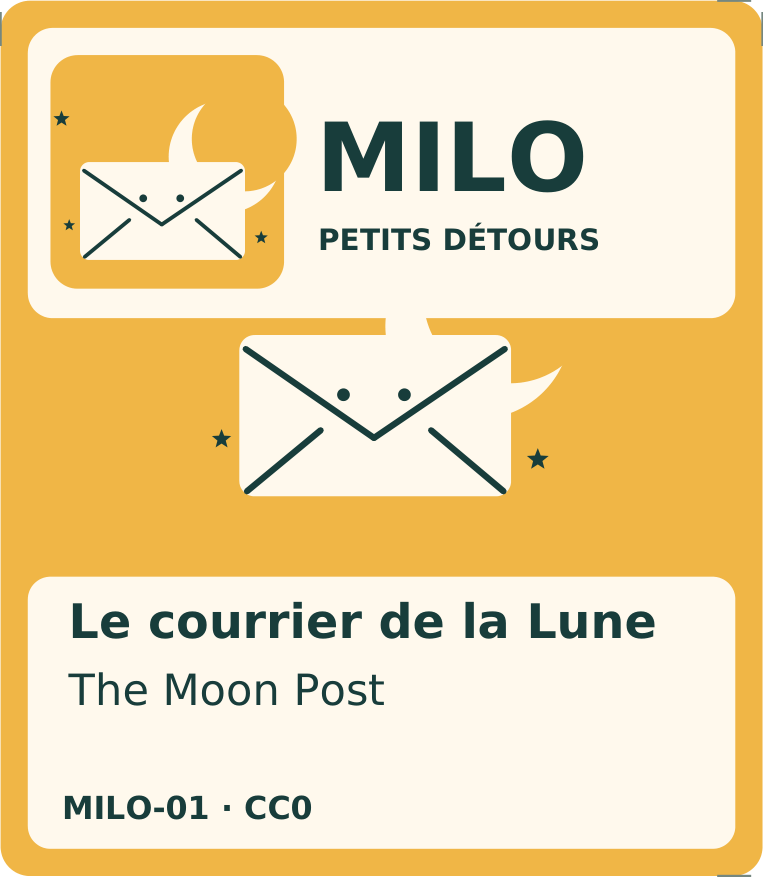 MILO
PETITS DÉTOURS
Le courrier de la Lune
The Moon Post
MILO-01 · CC0